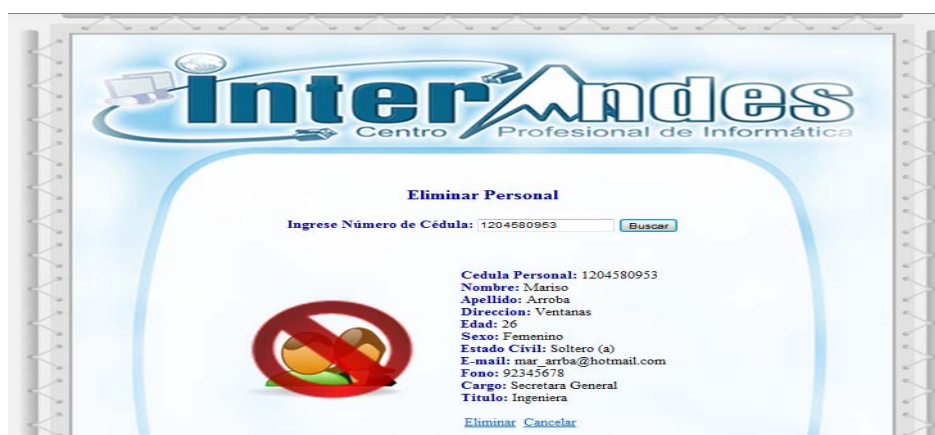 InterAndes
Centro Profesional de Informática
Eliminar Personal
Ingrese Número de Cédula: 1204580953 Buscar
Cedula Personal: 1204580953
Nombre: Mariso
Apellido: Arroba
Direccion: Ventanas
Edad: 26
Sexo: Femenino
Estado Civil: Soltero (a)
E-mail: mar_arrba@hotmail.com
Fono: 92345678
Cargo: Secretara General
Titulo: Ingeniera
Eliminar Cancelar